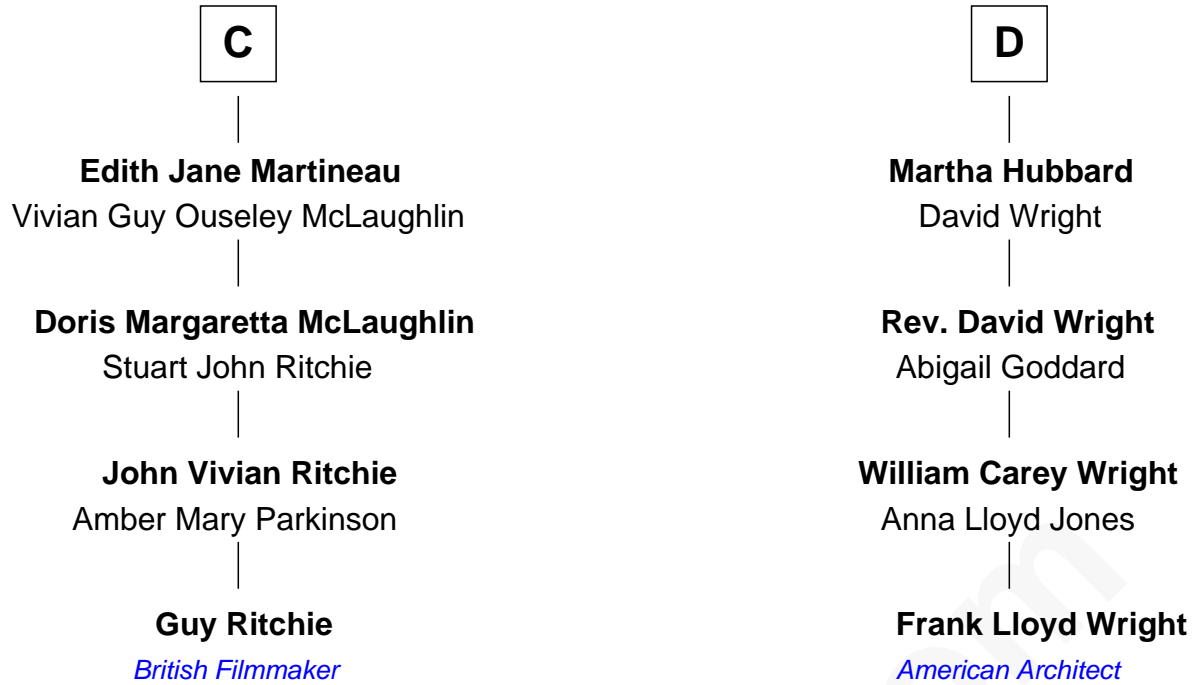 C
Edith Jane Martineau
Vivian Guy Ouseley McLaughlin
Doris Margaretta McLaughlin
Stuart John Ritchie
John Vivian Ritchie
Amber Mary Parkinson
Guy Ritchie
British Filmmaker
D
Martha Hubbard
David Wright
Rev. David Wright
Abigail Goddard
William Carey Wright
Anna Lloyd Jones
Frank Lloyd Wright
American Architect
om